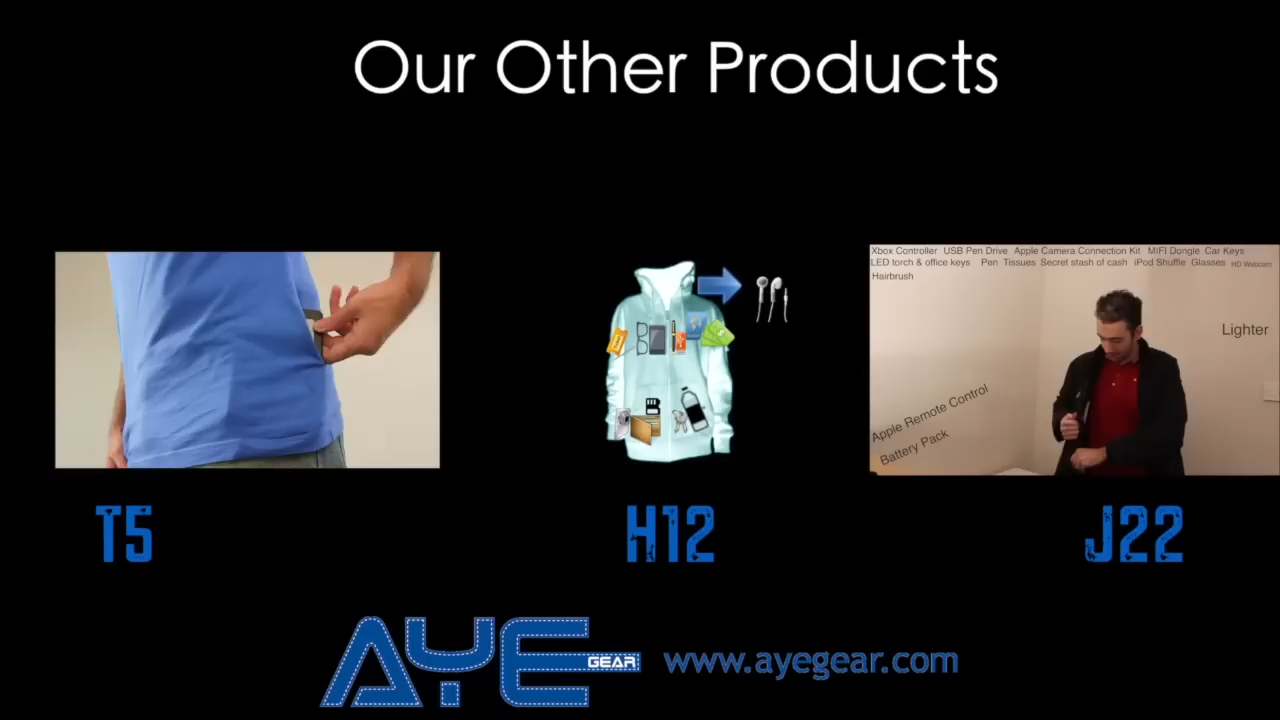 Our Other Products
Xbox Controller USB Pen Drive Apple Camera Connection Kit MIFI Dongle Car Keys
LED torch & office keys Pen Tissues Secret stash of cash iPod Shuffle Glasses HD Webcam
Hairbrush
Lighter
Apple Remote Control
Battery Pack
T5
H12
J22
AYE
GEAR
www.ayegear.com